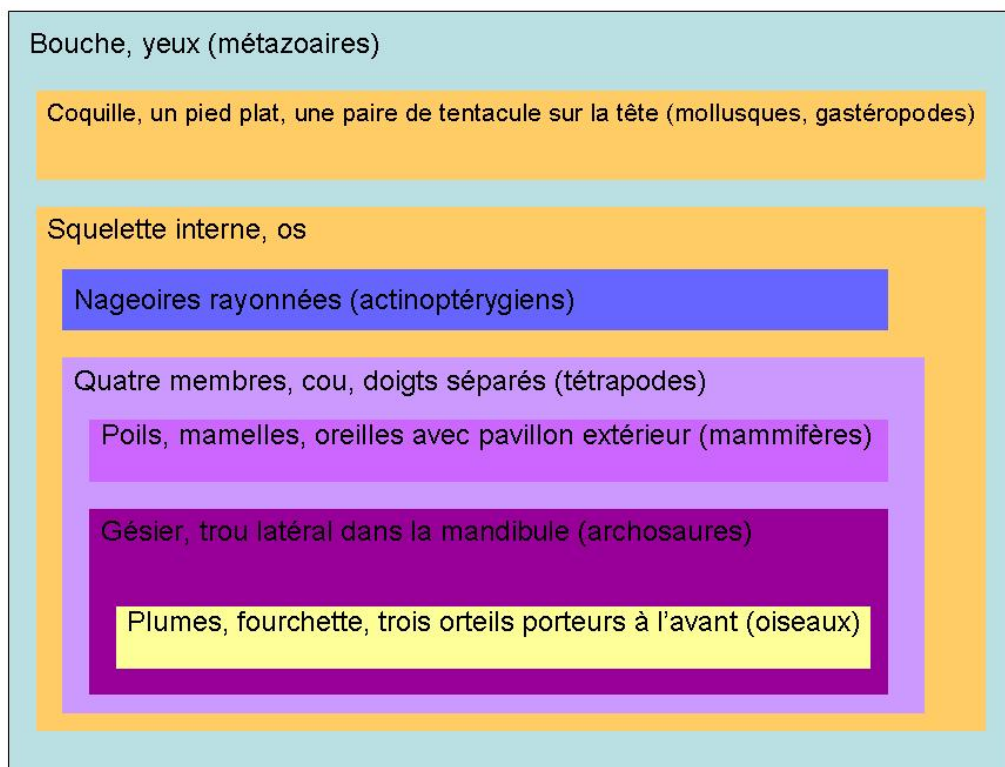 Bouche, yeux (métazoaires)
Coquille, un pied plat, une paire de tentacule sur la tête (mollusques, gastéropodes)
Squelette interne, os
Nageoires rayonnées (actinoptérygiens)
Quatre membres, cou, doigts séparés (tétrapodes)
Poils, mamelles, oreilles avec pavillon extérieur (mammifères)
Gésier, trou latéral dans la mandibule (archosaures)
Plumes, fourchette, trois orteils porteurs à l'avant (oiseaux)